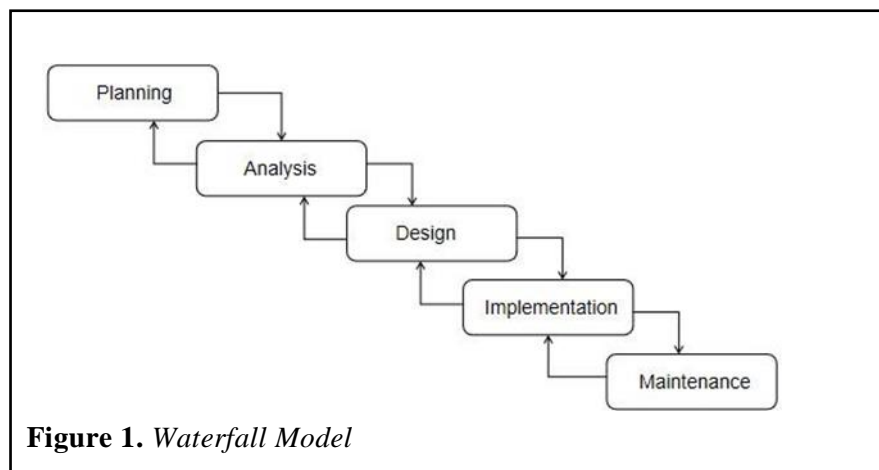 Planning
Analysis
Design
Implementation
Maintenance
Figure 1. Waterfall Model